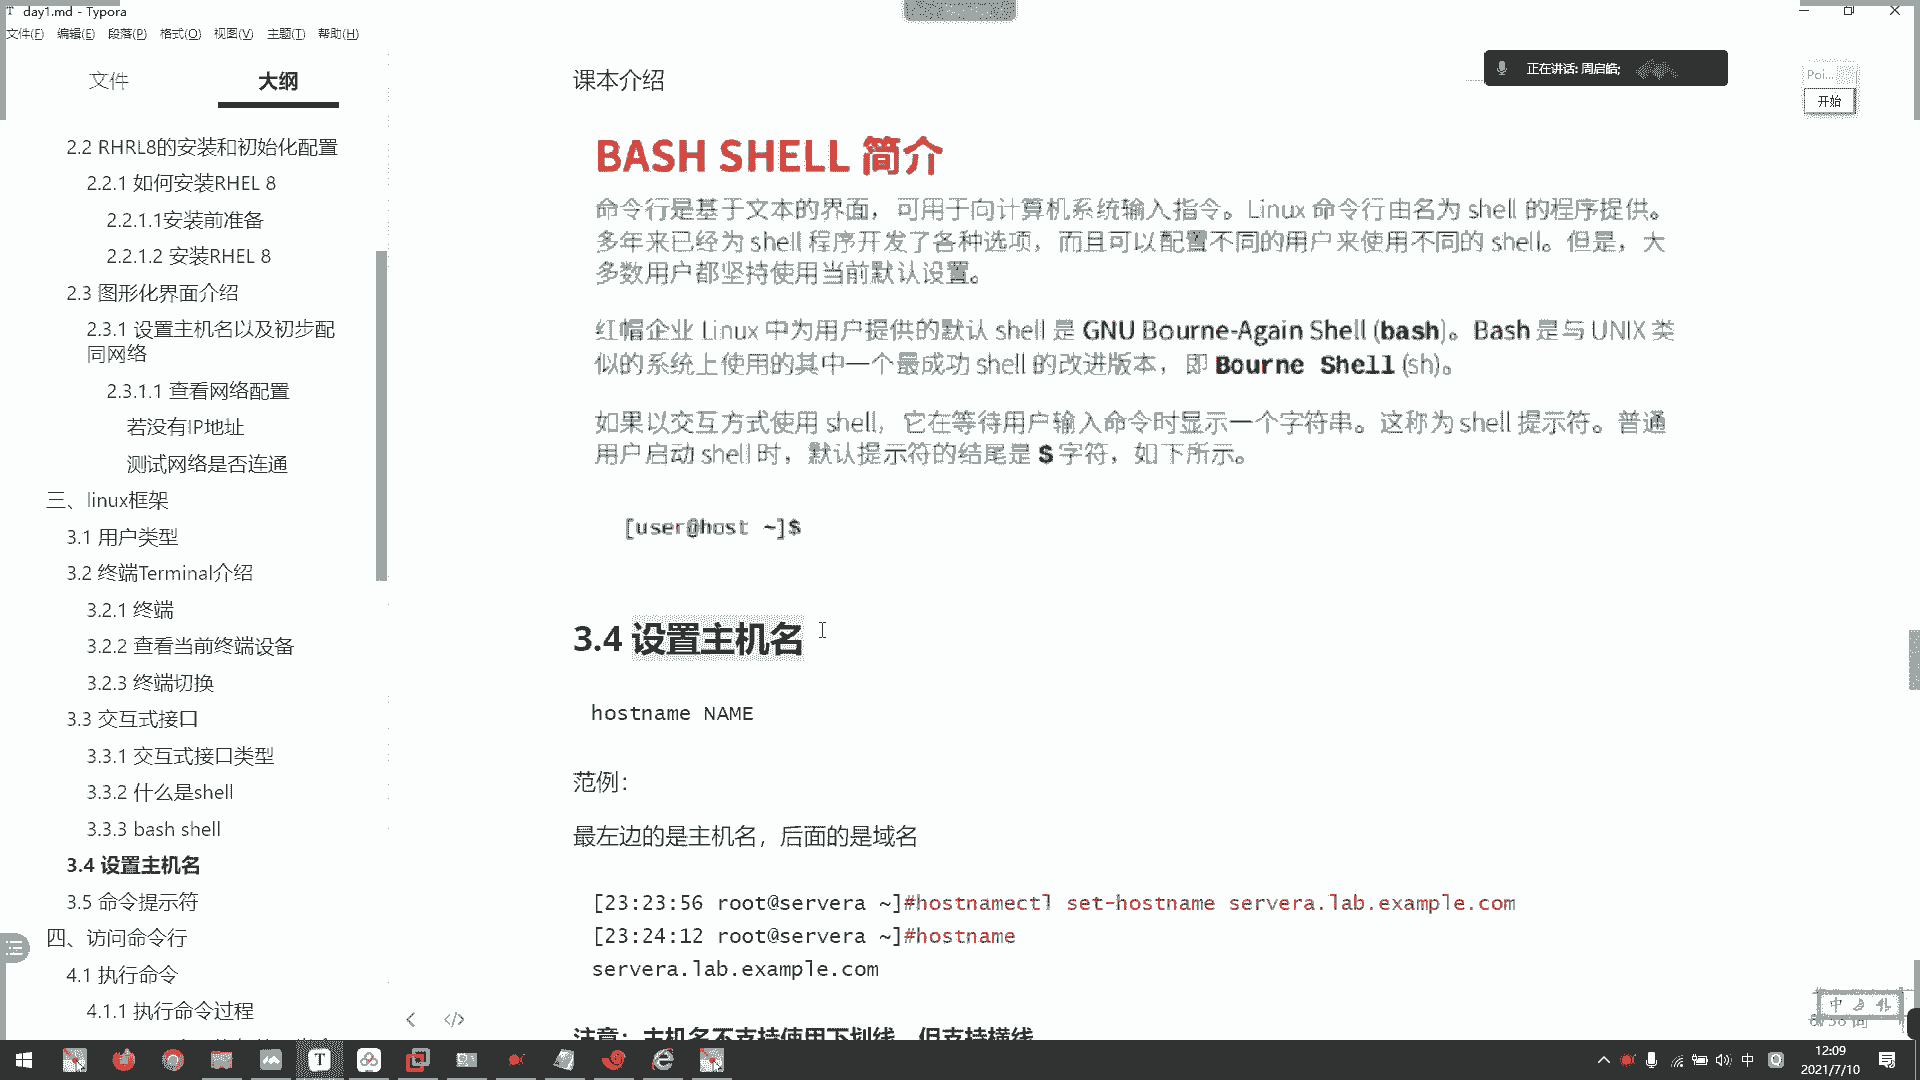 day1.md - Typora
文件(F) 编辑(E) 段落(P) 格式(O) 视图(V) 主题(T) 帮助(H)
文件 大纲
2.2 RHRL8的安装和初始化配置
2.2.1 如何安装RHEL 8
2.2.1.1安装前准备
2.2.1.2 安装RHEL 8
2.3 图形化界面介绍
2.3.1 设置主机名以及初步配
同网络
2.3.1.1 查看网络配置
若没有IP地址
测试网络是否连通
三、linux框架
3.1 用户类型
3.2 终端Terminal介绍
3.2.1 终端
3.2.2 查看当前终端设备
3.2.3 终端切换
3.3 交互式接口
3.3.1 交互式接口类型
3.3.2 什么是shell
3.3.3 bash shell
3.4 设置主机名
3.5 命令提示符
四、访问命令行
4.1 执行命令
4.1.1 执行命令过程
课本介绍
BASH SHELL 简介
命令行是基于文本的界面，可用于向计算机系统输入指令。Linux 命令行由名为 shell 的程序提供。
多年来已经为 shell 程序开发了各种选项，而且可以配置不同的用户来使用不同的 shell。但是，大
多数用户都坚持使用当前默认设置。
红帽企业 Linux 中为用户提供的默认 shell 是 GNU Bourne-Again Shell (bash)。Bash 是与 UNIX 类
似的系统上使用的其中一个最成功 shell 的改进版本，即 Bourne Shell (sh)。
如果以交互方式使用 shell，它在等待用户输入命令时显示一个字符串。这称为 shell 提示符。普通
用户启动 shell 时，默认提示符的结尾是 $ 字符，如下所示。
[user@host ~]$
3.4 设置主机名
hostname NAME
范例：
最左边的是主机名，后面的是域名
[23:23:56 root@servera ~]#hostnamectl set-hostname servera.lab.example.com
[23:24:12 root@servera ~]#hostname
servera.lab.example.com
注意：主机名不支持使用下划线，但支持横线
正在讲话: 周启皓;
Poi...
开始
中
中
12:09
2021/7/10